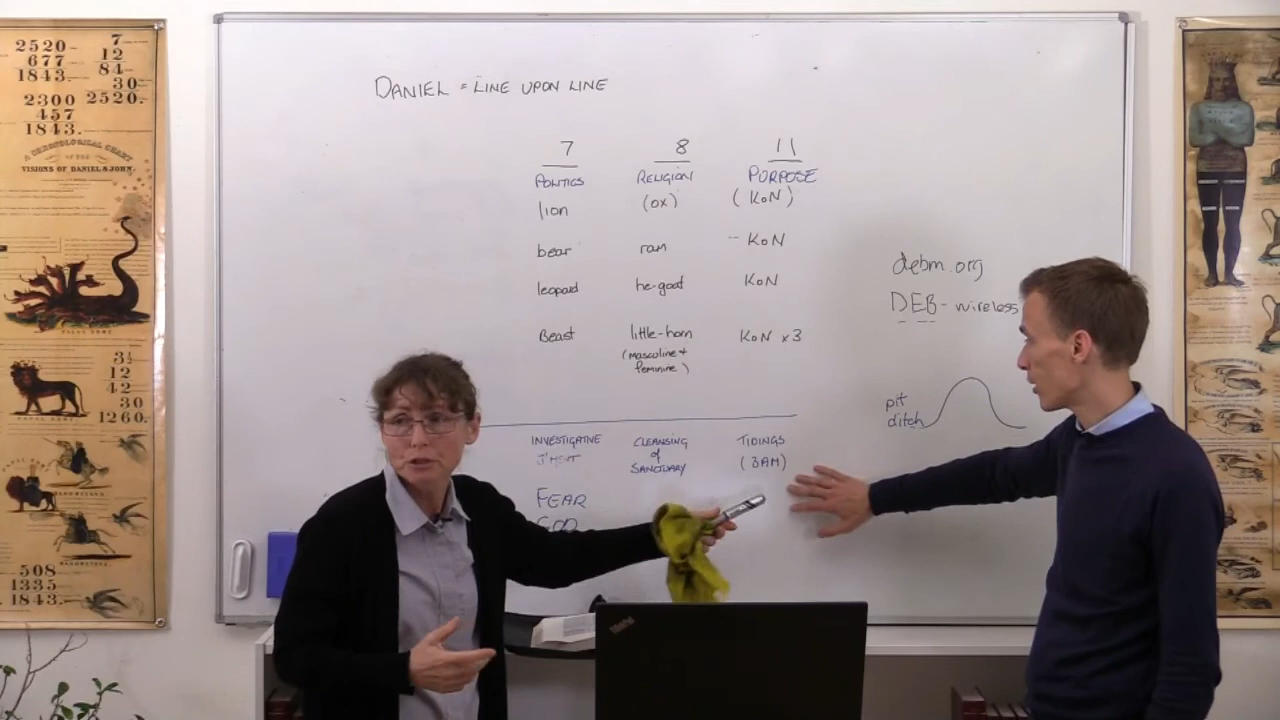 2520
677
1843.
7
12
84
30
2520.
2300
457
1843.
A CHRONOLOGICAL CHART
OF THE
VISIONS OF DANIEL & JOHN.
3½
12
42
30
1260.
508
1335
1843.
DANIEL = LINE UPON LINE
7 8 11
POLITICS RELIGION PURPOSE
lion (ox) (KoN)
bear ram KoN
leopard he-goat KoN
Beast little-horn KoN x3
(masculine +
feminine)
INVESTIGATIVE CLEANSING TIDINGS
J'MENT of (3AM)
SANCTUARY
FEAR
GOD
debm.org
DEB-wireless
pit
ditch
ThinkPad